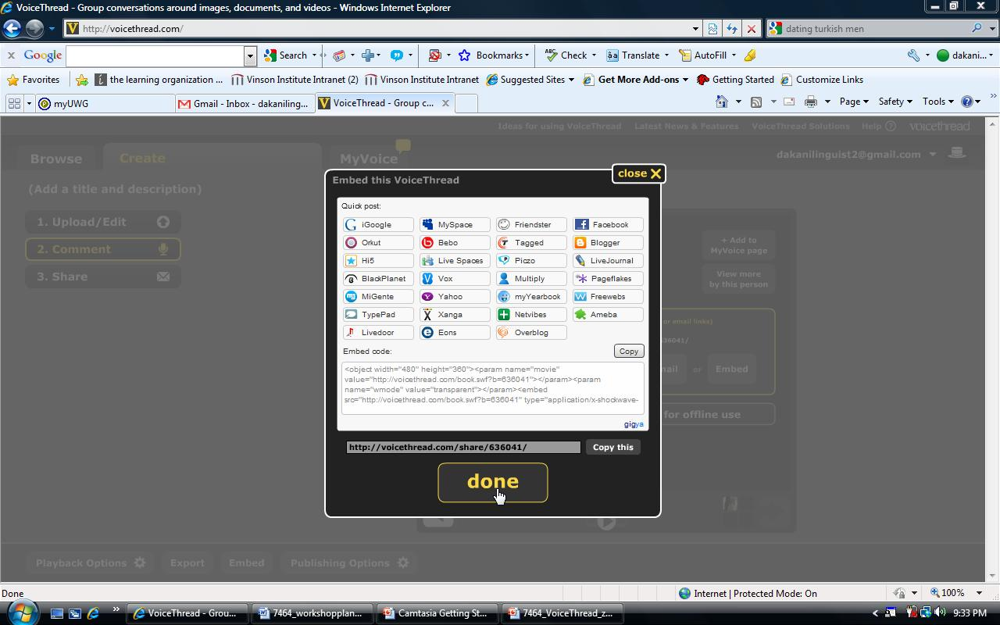 VoiceThread - Group conversations around images, documents, and videos - Windows Internet Explorer
http://voicethread.com/
dating turkish men
x Google Search Bookmarks ABC Check Translate AutoFill dakani...
Favorites the learning organization ... Vinson Institute Intranet (2) Vinson Institute Intranet Suggested Sites Get More Add-ons Getting Started Customize Links
myUWG Gmail - Inbox - dakaniling... VoiceThread - Group c... Page Safety Tools
Ideas for using VoiceThread Latest News & Features VoiceThread Solutions Help ? voicethread
Browse Create MyVoice dakanilinguist2@gmail.com
(Add a title and description)
1. Upload/Edit
2. Comment
3. Share
+ Add to
MyVoice page
View more
by this person
or email links)
36041/
ail or Embed
for offline use
close X
Embed this VoiceThread
Quick post:
iGoogle MySpace Friendster Facebook
Orkut Bebo Tagged Blogger
Hi5 Live Spaces Piczo LiveJournal
BlackPlanet Vox Multiply Pageflakes
MiGente Yahoo myYearbook Freewebs
TypePad Xanga Netvibes Ameba
Livedoor Eons Overblog
Embed code: Copy
<object width="480" height="360"><param name="movie"
value="http://voicethread.com/book.swf?b=636041"></param><param
name="wmode" value="transparent"></param><embed
src="http://voicethread.com/book.swf?b=636041" type="application/x-shockwave-
gigya
http://voicethread.com/share/636041/ Copy this
done
Playback Options Export Embed Publishing Options
Done Internet | Protected Mode: On 100%
VoiceThread - Grou... 7464_workshopplan... Camtasia Getting St... 7464_VoiceThread_z... 9:33 PM